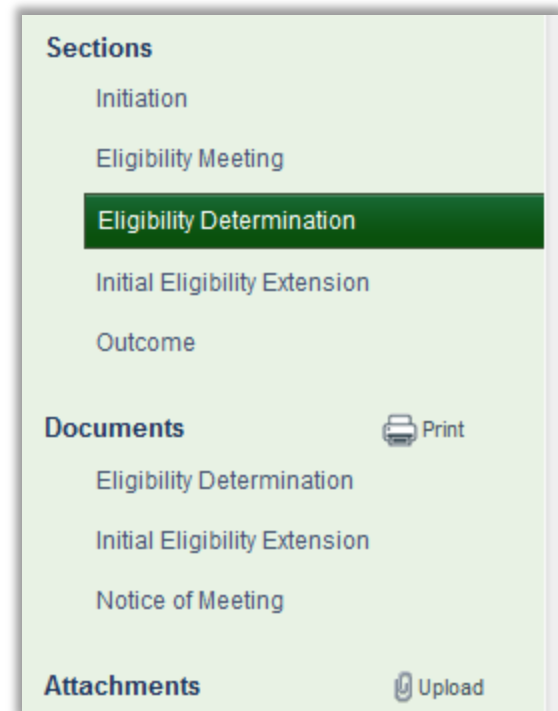 Sections
Initiation
Eligibility Meeting
Eligibility Determination
Initial Eligibility Extension
Outcome
Documents Print
Eligibility Determination
Initial Eligibility Extension
Notice of Meeting
Attachments Upload